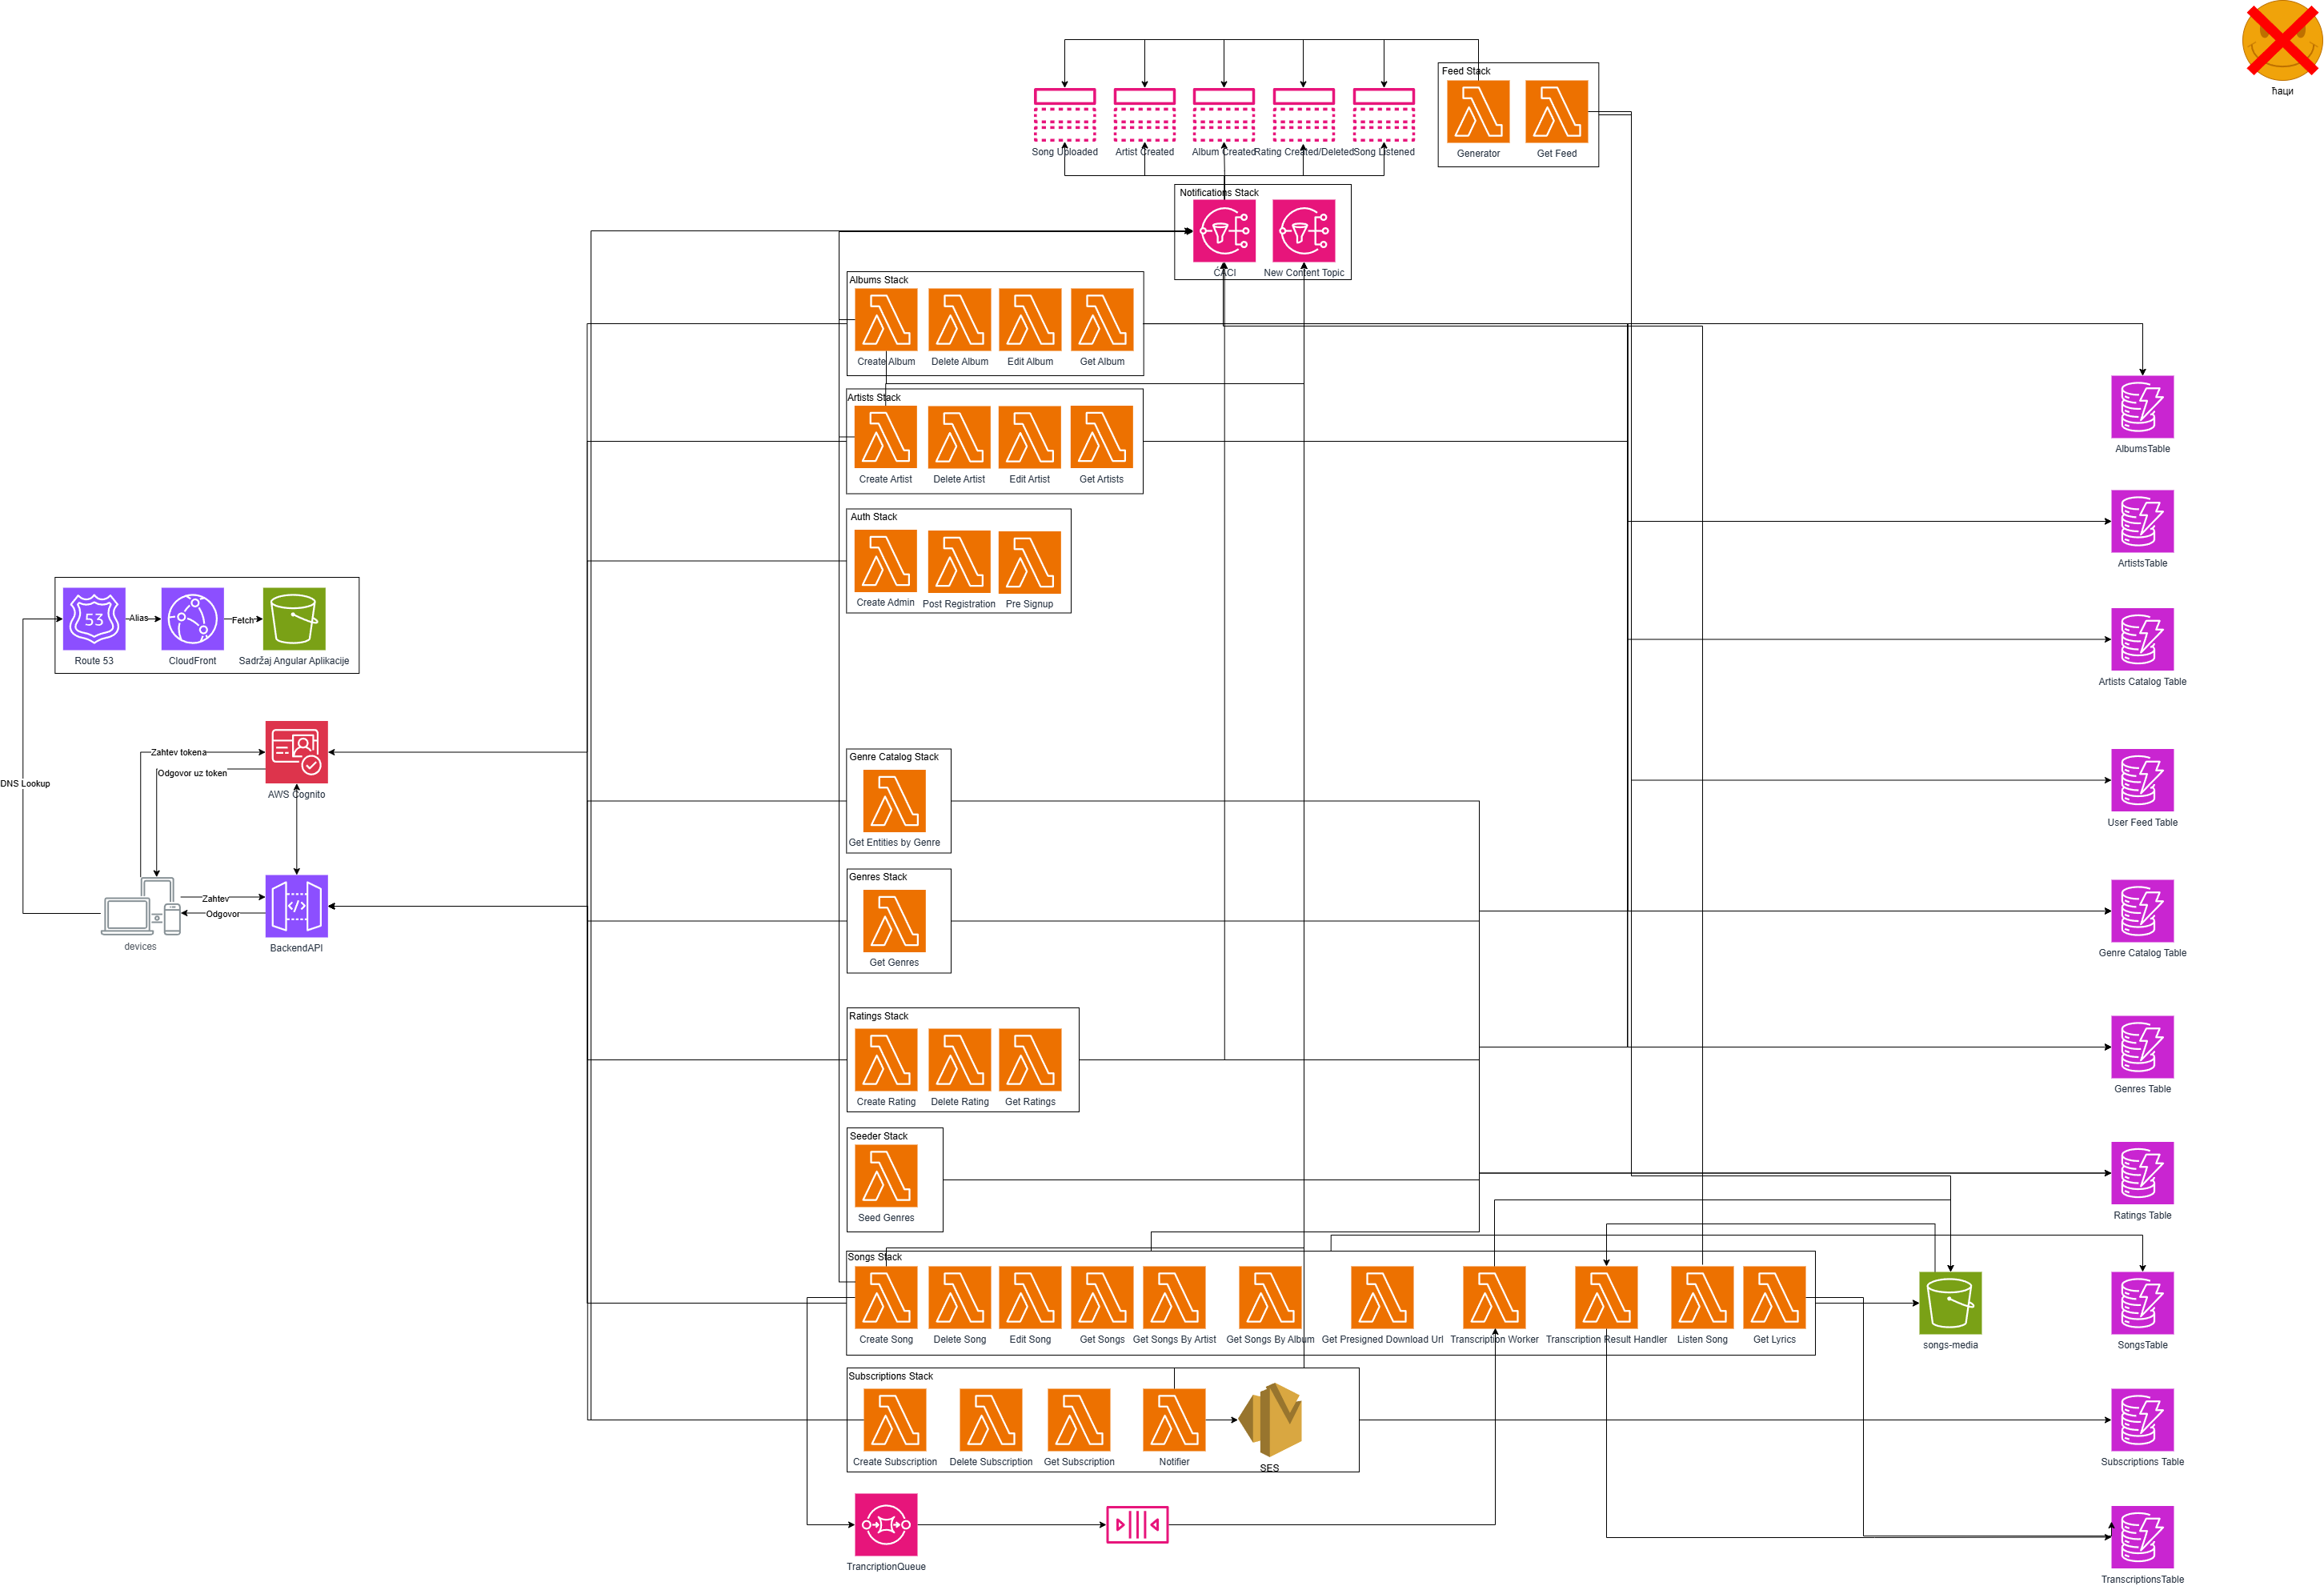 ћаци
Feed Stack
Generator
Get Feed
Song Uploaded
Artist Created
Album Created
Rating Created/Deleted
Song Listened
Notifications Stack
ĆACI
New Content Topic
Albums Stack
Create Album
Delete Album
Edit Album
Get Album
AlbumsTable
Artists Stack
Create Artist
Delete Artist
Edit Artist
Get Artists
Auth Stack
Create Admin
Post Registration
Pre Signup
ArtistsTable
Alias
Fetch
Route 53
CloudFront
Sadržaj Angular Aplikacije
53
Artists Catalog Table
Zahtev tokena
Odgovor uz token
DNS Lookup
AWS Cognito
Genre Catalog Stack
Get Entities by Genre
User Feed Table
Zahtev
Odgovor
devices
BackendAPI
Genres Stack
Get Genres
Genre Catalog Table
Ratings Stack
Create Rating
Delete Rating
Get Ratings
Genres Table
Seeder Stack
Seed Genres
Ratings Table
Songs Stack
Create Song
Delete Song
Edit Song
Get Songs
Get Songs By Artist
Get Songs By Album
Get Presigned Download Url
Transcription Worker
Transcription Result Handler
Listen Song
Get Lyrics
songs-media
SongsTable
Subscriptions Stack
Create Subscription
Delete Subscription
Get Subscription
Notifier
SES
Subscriptions Table
TrancriptionQueue
TranscriptionsTable